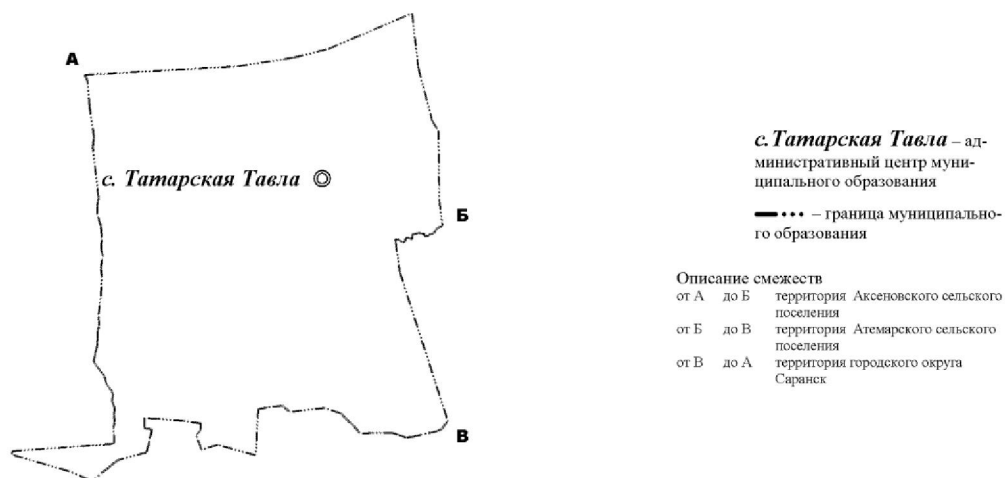 А
с. Татарская Тавла
Б
В
с. Татарская Тавла – ад-
министративный центр муни-
ципального образования
– граница муниципально-
го образования
Описание смежеств
от А до Б территория Аксеновского сельского
поселения
от Б до В территория Атемарского сельского
поселения
от В до А территория городского округа
Саранск